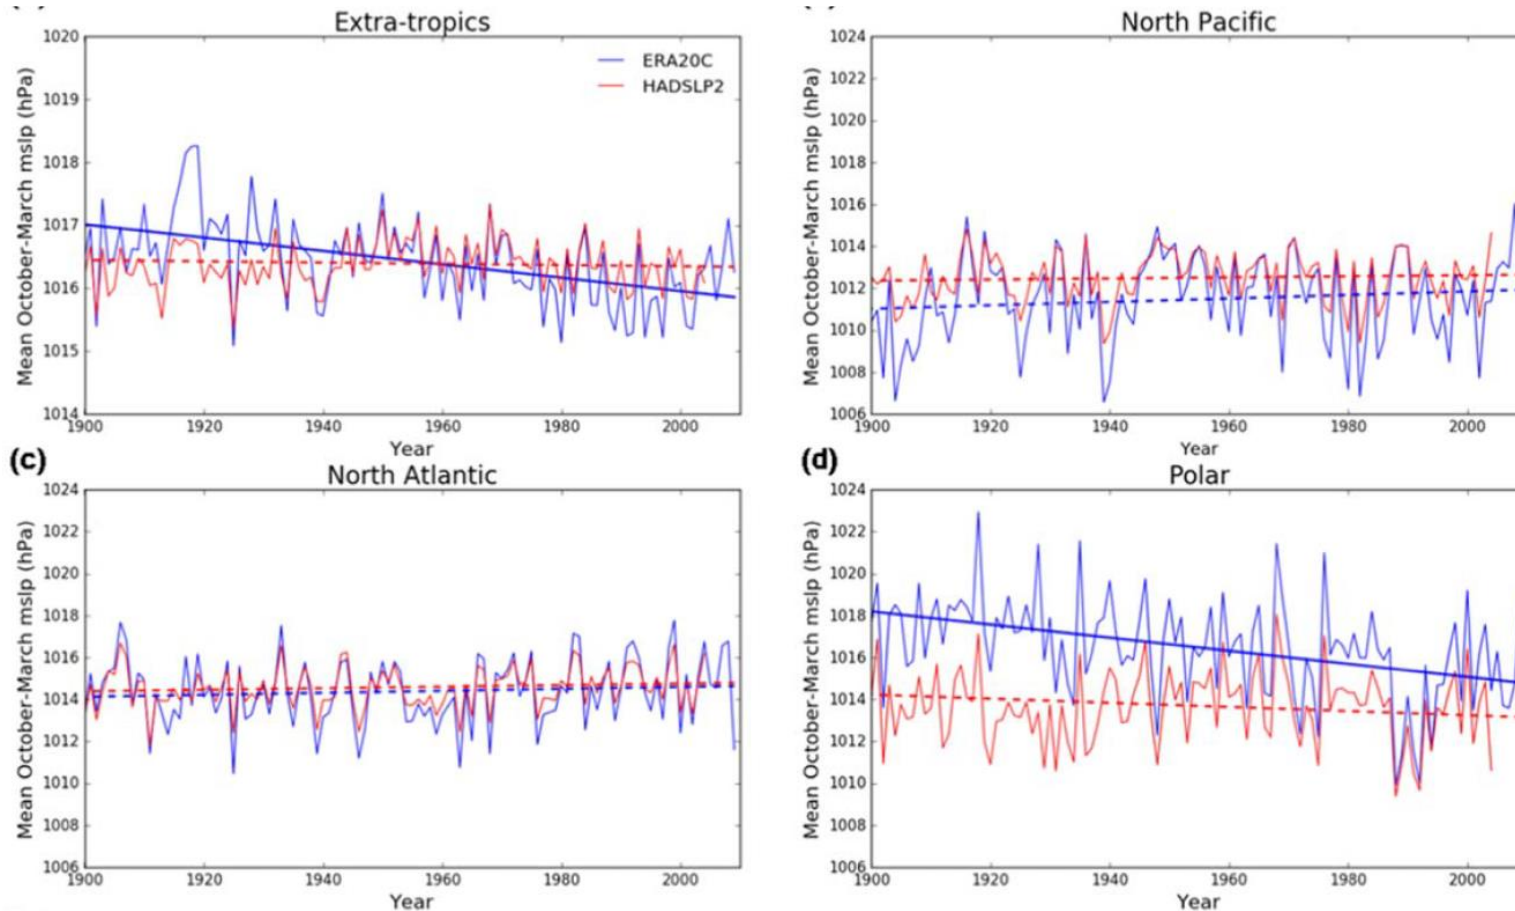 Extra-tropics
Mean October-March mslp (hPa)
1020
1019
1018
1017
1016
1015
1014
ERA20C
HADSLP2
1900 1920 1940 1960 1980 2000
Year
North Pacific
Mean October-March mslp (hPa)
1024
1022
1020
1018
1016
1014
1012
1010
1008
1006
1900 1920 1940 1960 1980 2000
Year
(c)
North Atlantic
Mean October-March mslp (hPa)
1024
1022
1020
1018
1016
1014
1012
1010
1008
1006
1900 1920 1940 1960 1980 2000
Year
(d)
Polar
Mean October-March mslp (hPa)
1024
1022
1020
1018
1016
1014
1012
1010
1008
1006
1900 1920 1940 1960 1980 2000
Year